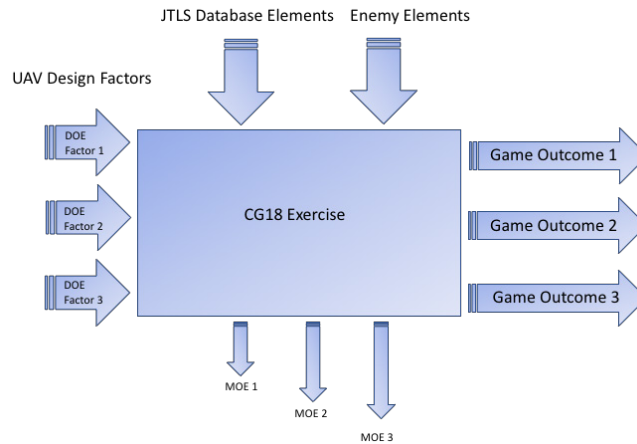 JTLS Database Elements
Enemy Elements
UAV Design Factors
DOE
Factor 1
DOE
Factor 2
DOE
Factor 3
CG18 Exercise
Game Outcome 1
Game Outcome 2
Game Outcome 3
MOE 1
MOE 2
MOE 3